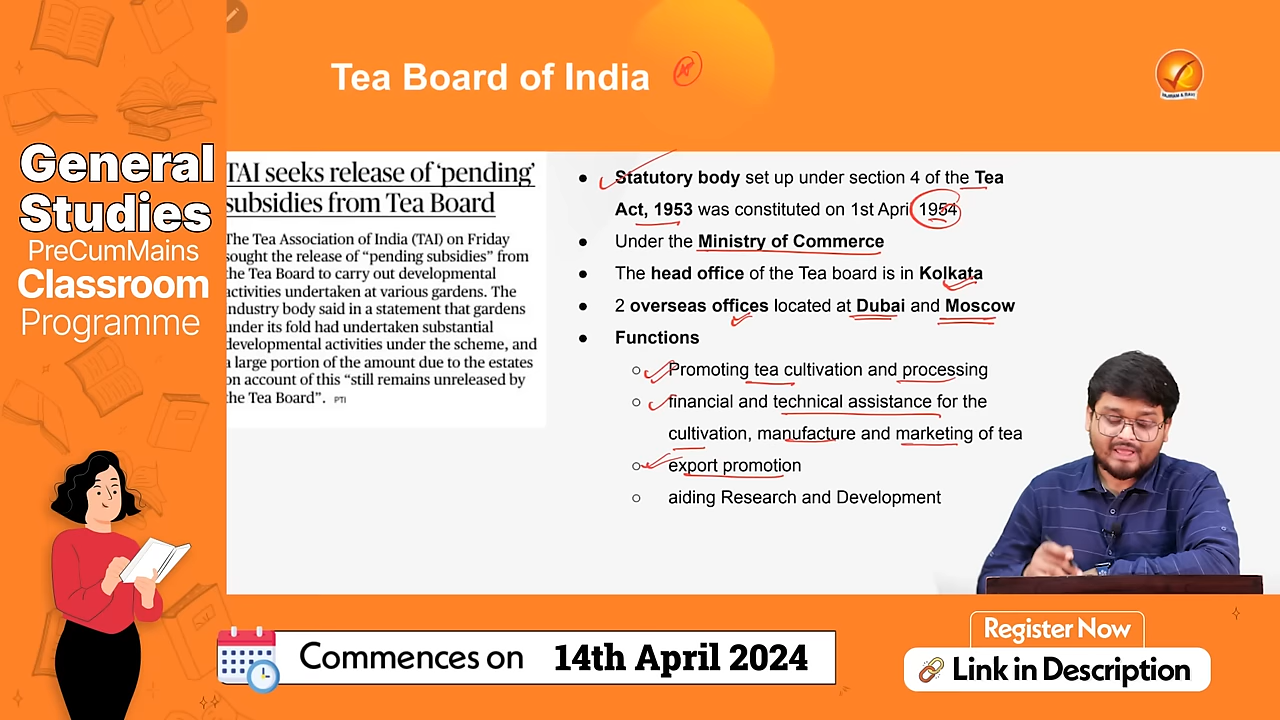 Tea Board of India
VAJIRAM & RAVI
General
Studies
PreCumMains
Classroom
Programme
TAI seeks release of ‘pending’
subsidies from Tea Board
The Tea Association of India (TAI) on Friday
sought the release of “pending subsidies” from
the Tea Board to carry out developmental
activities undertaken at various gardens. The
industry body said in a statement that gardens
under its fold had undertaken substantial
developmental activities under the scheme, and
a large portion of the amount due to the estates
on account of this “still remains unreleased by
the Tea Board”. PTI
● Statutory body set up under section 4 of the Tea
Act, 1953 was constituted on 1st April 1954
● Under the Ministry of Commerce
● The head office of the Tea board is in Kolkata
● 2 overseas offices located at Dubai and Moscow
● Functions
○ Promoting tea cultivation and processing
○ financial and technical assistance for the
cultivation, manufacture and marketing of tea
○ export promotion
○ aiding Research and Development
Commences on 14th April 2024
Register Now
Link in Description